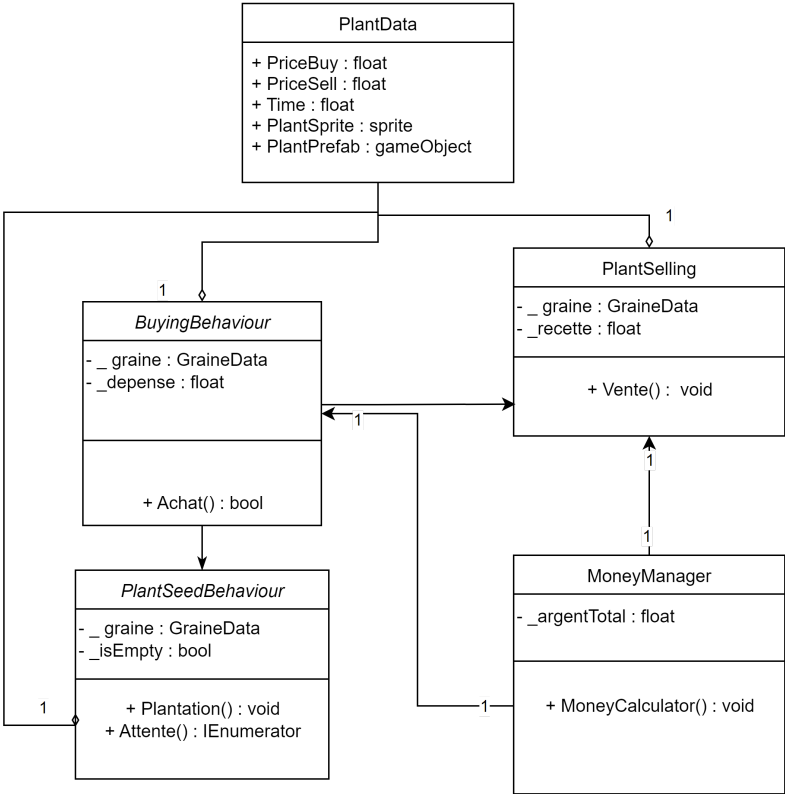 PlantData
+ PriceBuy : float
+ PriceSell : float
+ Time : float
+ PlantSprite : sprite
+ PlantPrefab : gameObject
1
PlantSelling
- _ graine : GraineData
- _recette : float
+ Vente() :  void
1
BuyingBehaviour
- _ graine : GraineData
- _depense : float
+ Achat() : bool
1
1
1
PlantSeedBehaviour
- _ graine : GraineData
- _isEmpty : bool
+ Plantation() : void
+ Attente() : IEnumerator
1
MoneyManager
- _argentTotal : float
+ MoneyCalculator() : void
1